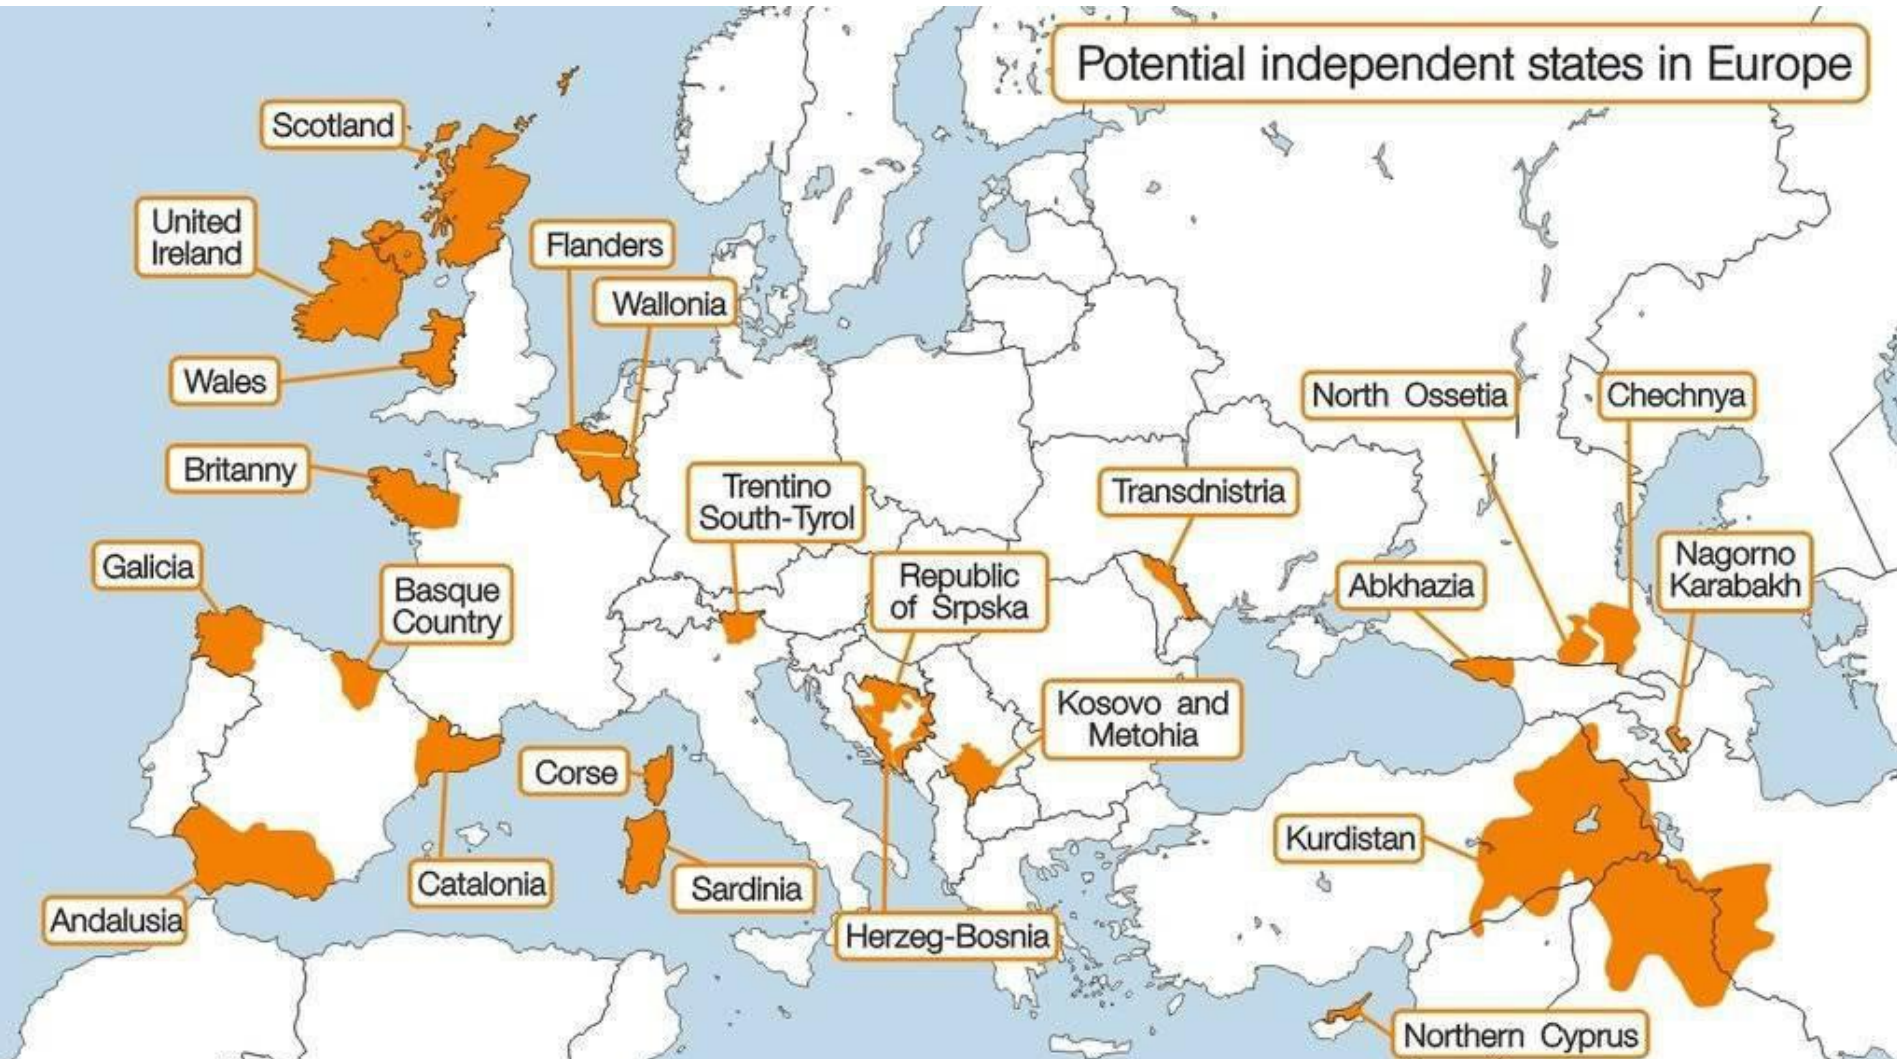 Potential independent states in Europe
Scotland
United
Ireland
Flanders
Wallonia
Wales
North Ossetia
Chechnya
Britanny
Trentino
South-Tyrol
Transdnistria
Galicia
Basque
Country
Republic
of Srpska
Abkhazia
Nagorno
Karabakh
Kosovo and
Metohia
Corse
Kurdistan
Catalonia
Sardinia
Andalusia
Herzeg-Bosnia
Northern Cyprus